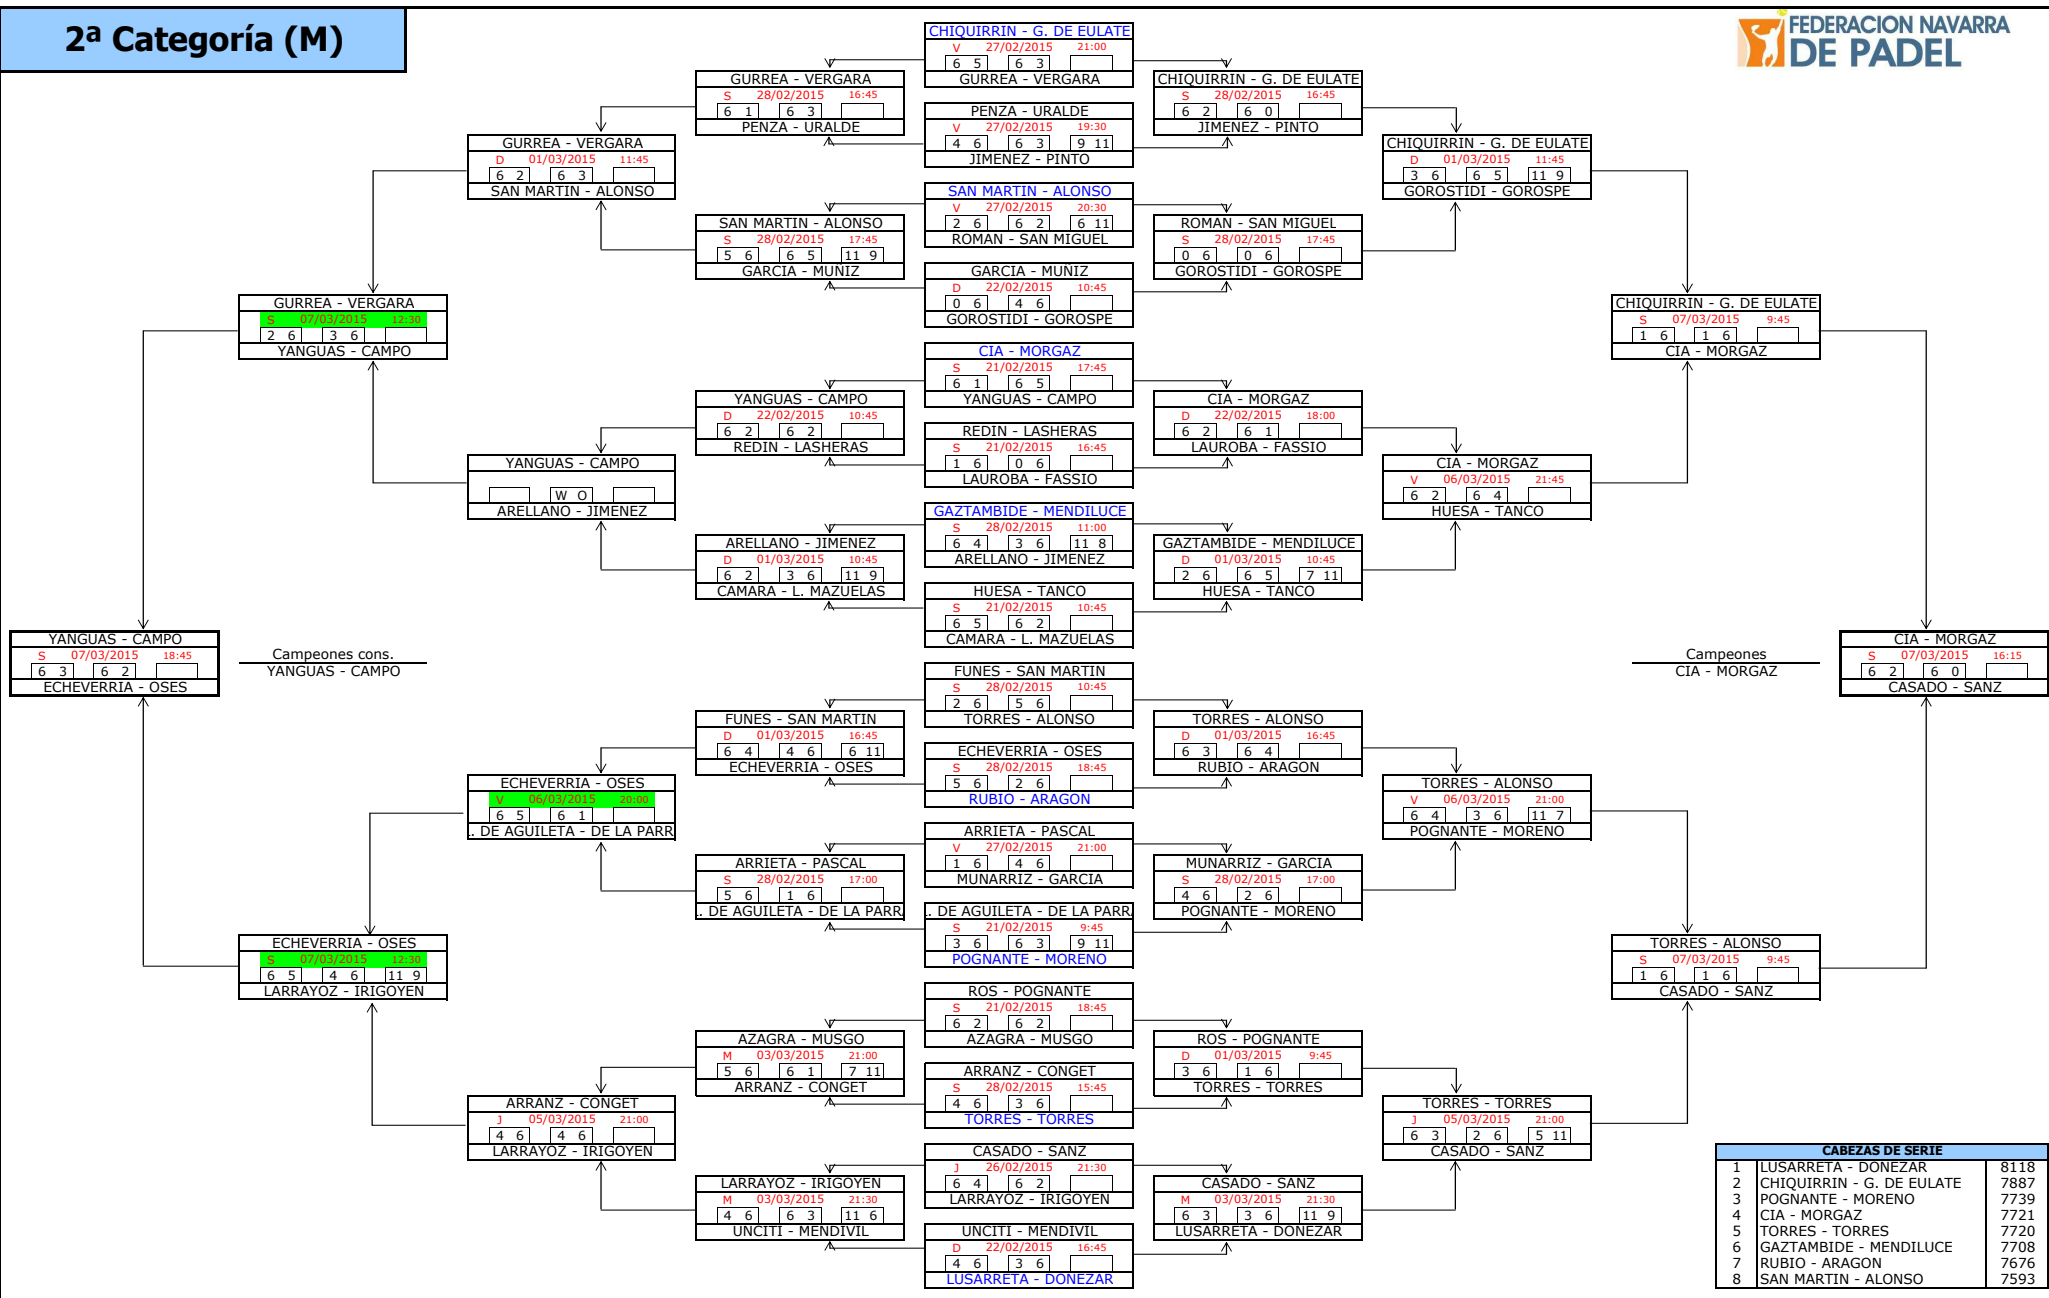 2ª Categoría (M)
FEDERACION NAVARRA
DE PADEL
YANGUAS - CAMPO
S 07/03/2015 18:45
6 3 6 2
ECHEVERRIA - OSES
Campeones cons.
YANGUAS - CAMPO
GURREA - VERGARA
S 07/03/2015 12:30
2 6 3 6
YANGUAS - CAMPO
ECHEVERRIA - OSES
S 07/03/2015 12:30
6 5 4 6 11 9
LARRAYOZ - IRIGOYEN
GURREA - VERGARA
D 01/03/2015 11:45
6 2 6 3
SAN MARTIN - ALONSO
YANGUAS - CAMPO
W O
ARELLANO - JIMENEZ
ECHEVERRIA - OSES
V 06/03/2015 20:00
6 5 6 1
. DE AGUILETA - DE LA PARR
ARRANZ - CONGET
J 05/03/2015 21:00
4 6 4 6
LARRAYOZ - IRIGOYEN
GURREA - VERGARA
S 28/02/2015 16:45
6 1 6 3
PENZA - URALDE
SAN MARTIN - ALONSO
S 28/02/2015 17:45
5 6 6 5 11 9
GARCIA - MUÑIZ
YANGUAS - CAMPO
D 22/02/2015 10:45
6 2 6 2
REDIN - LASHERAS
ARELLANO - JIMENEZ
D 01/03/2015 10:45
6 2 3 6 11 9
CAMARA - L. MAZUELAS
FUNES - SAN MARTIN
D 01/03/2015 16:45
6 4 4 6 6 11
ECHEVERRIA - OSES
ARRIETA - PASCAL
S 28/02/2015 17:00
5 6 1 6
. DE AGUILETA - DE LA PARR
AZAGRA - MUSGO
M 03/03/2015 21:00
5 6 6 1 7 11
ARRANZ - CONGET
LARRAYOZ - IRIGOYEN
M 03/03/2015 21:30
4 6 6 3 11 6
UNCITI - MENDIVIL
CHIQUIRRIN - G. DE EULATE
V 27/02/2015 21:00
6 5 6 3
GURREA - VERGARA
PENZA - URALDE
V 27/02/2015 19:30
4 6 6 3 9 11
JIMENEZ - PINTO
SAN MARTIN - ALONSO
V 27/02/2015 20:30
2 6 6 2 6 11
ROMAN - SAN MIGUEL
GARCIA - MUÑIZ
D 22/02/2015 10:45
0 6 4 6
GOROSTIDI - GOROSPE
CIA - MORGAZ
S 21/02/2015 17:45
6 1 6 5
YANGUAS - CAMPO
REDIN - LASHERAS
S 21/02/2015 16:45
1 6 0 6
LAUROBA - FASSIO
GAZTAMBIDE - MENDILUCE
S 28/02/2015 11:00
6 4 3 6 11 8
ARELLANO - JIMENEZ
HUESA - TANCO
S 21/02/2015 10:45
6 5 6 2
CAMARA - L. MAZUELAS
FUNES - SAN MARTIN
S 28/02/2015 10:45
2 6 5 6
TORRES - ALONSO
ECHEVERRIA - OSES
S 28/02/2015 18:45
5 6 2 6
RUBIO - ARAGON
ARRIETA - PASCAL
V 27/02/2015 21:00
1 6 4 6
MUNARRIZ - GARCIA
. DE AGUILETA - DE LA PARR
S 21/02/2015 9:45
3 6 6 3 9 11
POGNANTE - MORENO
ROS - POGNANTE
S 21/02/2015 18:45
6 2 6 2
AZAGRA - MUSGO
ARRANZ - CONGET
S 28/02/2015 15:45
4 6 3 6
TORRES - TORRES
CASADO - SANZ
J 26/02/2015 21:30
6 4 6 2
LARRAYOZ - IRIGOYEN
UNCITI - MENDIVIL
D 22/02/2015 16:45
4 6 3 6
LUSARRETA - DONEZAR
CHIQUIRRIN - G. DE EULATE
S 28/02/2015 16:45
6 2 6 0
JIMENEZ - PINTO
ROMAN - SAN MIGUEL
S 28/02/2015 17:45
0 6 0 6
GOROSTIDI - GOROSPE
CIA - MORGAZ
D 22/02/2015 18:00
6 2 6 1
LAUROBA - FASSIO
GAZTAMBIDE - MENDILUCE
D 01/03/2015 10:45
2 6 6 5 7 11
HUESA - TANCO
TORRES - ALONSO
D 01/03/2015 16:45
6 3 6 4
RUBIO - ARAGON
MUNARRIZ - GARCIA
S 28/02/2015 17:00
4 6 2 6
POGNANTE - MORENO
ROS - POGNANTE
D 01/03/2015 9:45
3 6 1 6
TORRES - TORRES
CASADO - SANZ
M 03/03/2015 21:30
6 3 3 6 11 9
LUSARRETA - DONEZAR
CHIQUIRRIN - G. DE EULATE
D 01/03/2015 11:45
3 6 6 5 11 9
GOROSTIDI - GOROSPE
CIA - MORGAZ
V 06/03/2015 21:45
6 2 6 4
HUESA - TANCO
TORRES - ALONSO
V 06/03/2015 21:00
6 4 3 6 11 7
POGNANTE - MORENO
TORRES - TORRES
J 05/03/2015 21:00
6 3 2 6 5 11
CASADO - SANZ
CHIQUIRRIN - G. DE EULATE
S 07/03/2015 9:45
1 6 1 6
CIA - MORGAZ
TORRES - ALONSO
S 07/03/2015 9:45
1 6 1 6
CASADO - SANZ
Campeones
CIA - MORGAZ
CIA - MORGAZ
S 07/03/2015 16:15
6 2 6 0
CASADO - SANZ
CABEZAS DE SERIE
1 LUSARRETA - DONEZAR 8118
2 CHIQUIRRIN - G. DE EULATE 7887
3 POGNANTE - MORENO 7739
4 CIA - MORGAZ 7721
5 TORRES - TORRES 7720
6 GAZTAMBIDE - MENDILUCE 7708
7 RUBIO - ARAGON 7676
8 SAN MARTIN - ALONSO 7593